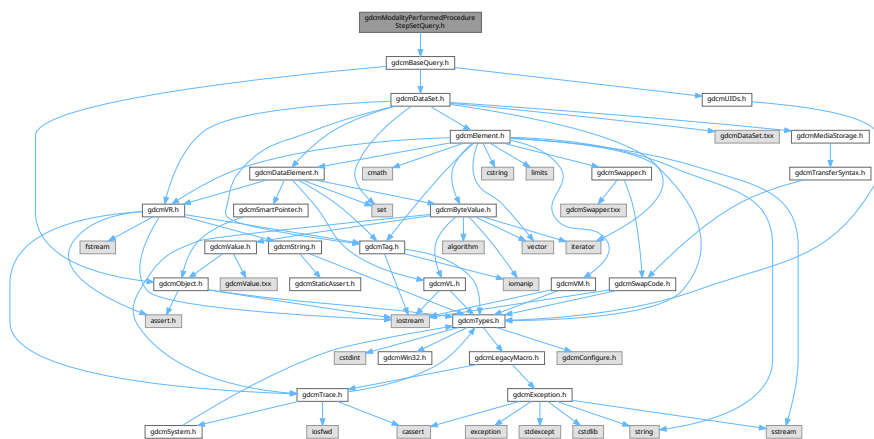 gdcmModalityPerformedProcedure
StepSetQuery.h
gdcmBaseQuery.h
gdcmDataSet.h
gdcmUIDs.h
gdcmElement.h
gdcmDataSet.txx
gdcmMediaStorage.h
gdcmDataElement.h
cmath
cstring
limits
gdcmSwapper.h
gdcmTransferSyntax.h
gdcmVR.h
gdcmSmartPointer.h
set
gdcmByteValue.h
gdcmSwapper.txx
fstream
gdcmValue.h
gdcmString.h
gdcmTag.h
algorithm
vector
iterator
gdcmObject.h
gdcmValue.txx
gdcmStaticAssert.h
gdcmVL.h
iomanip
gdcmVM.h
gdcmSwapCode.h
assert.h
iostream
gdcmTypes.h
cstdint
gdcmWin32.h
gdcmLegacyMacro.h
gdcmConfigure.h
gdcmTrace.h
gdcmException.h
gdcmSystem.h
iosfwd
cassert
exception
stdexcept
cstdlib
string
sstream